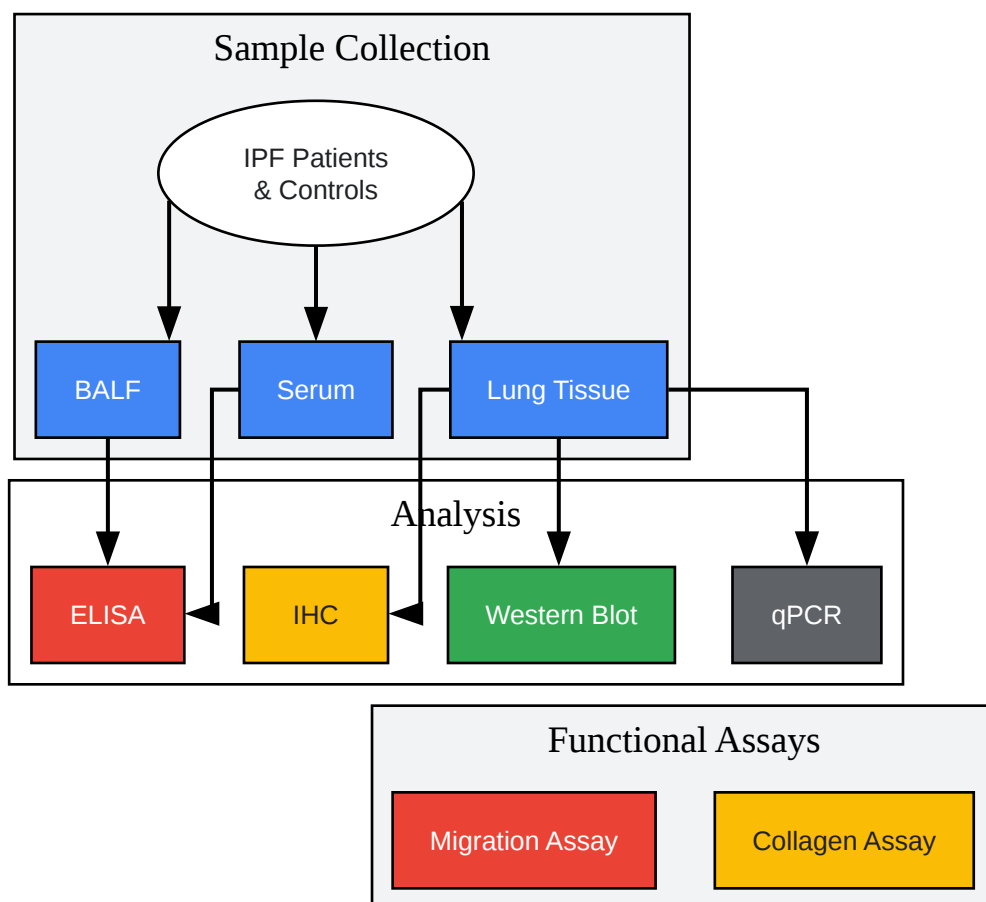 Sample Collection
IPF Patients
& Controls
BALF
Serum
Lung Tissue
Analysis
ELISA
IHC
Western Blot
qPCR
Functional Assays
Migration Assay
Collagen Assay